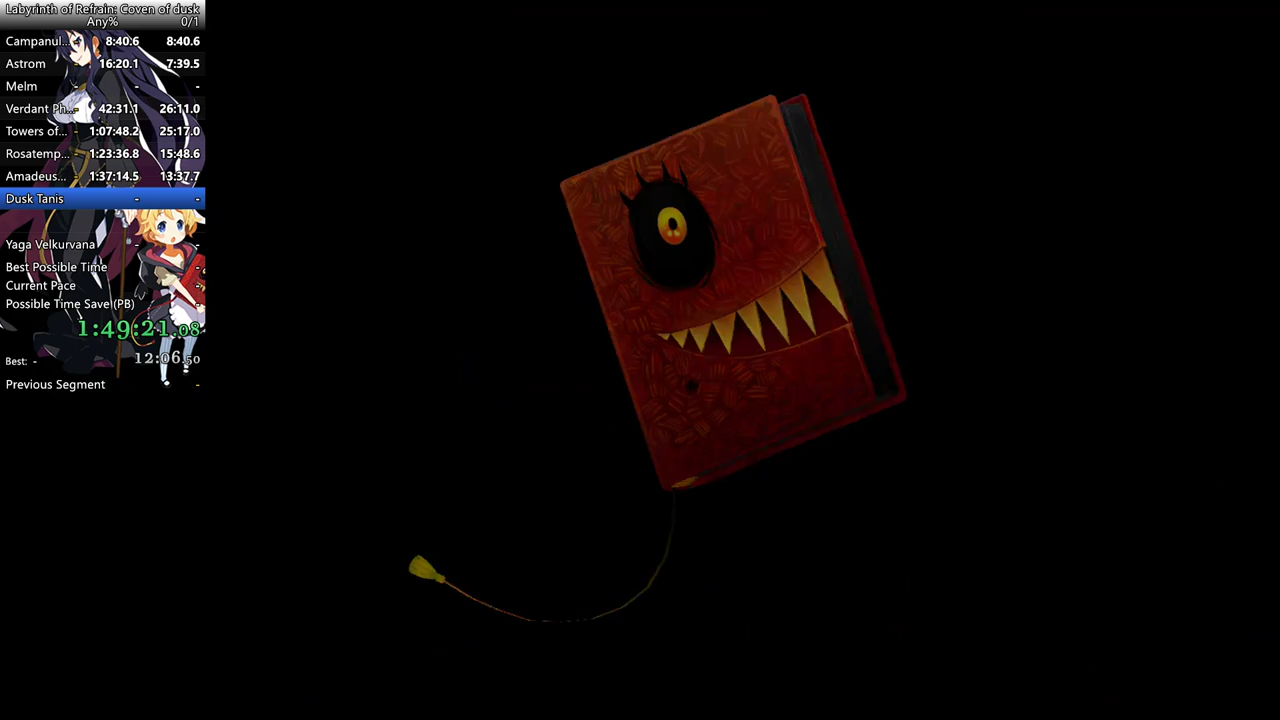 Labyrinth of Refrain: Coven of dusk
Any% 0/1
Campanul... 8:40.6 8:40.6
Astrom - 16:20.1 7:39.5
Melm - - -
Verdant Ph... - 42:31.1 26:11.0
Towers of... - 1:07:48.2 25:17.0
Rosatemp... - 1:23:36.8 15:48.6
Amadeus... - 1:37:14.5 13:37.7
Dusk Tanis - -
Yaga Velkurvana - -
Best Possible Time -
Current Pace -
Possible Time Save (PB) -
1:49:21.08
Best: - 12:06.50
Previous Segment -